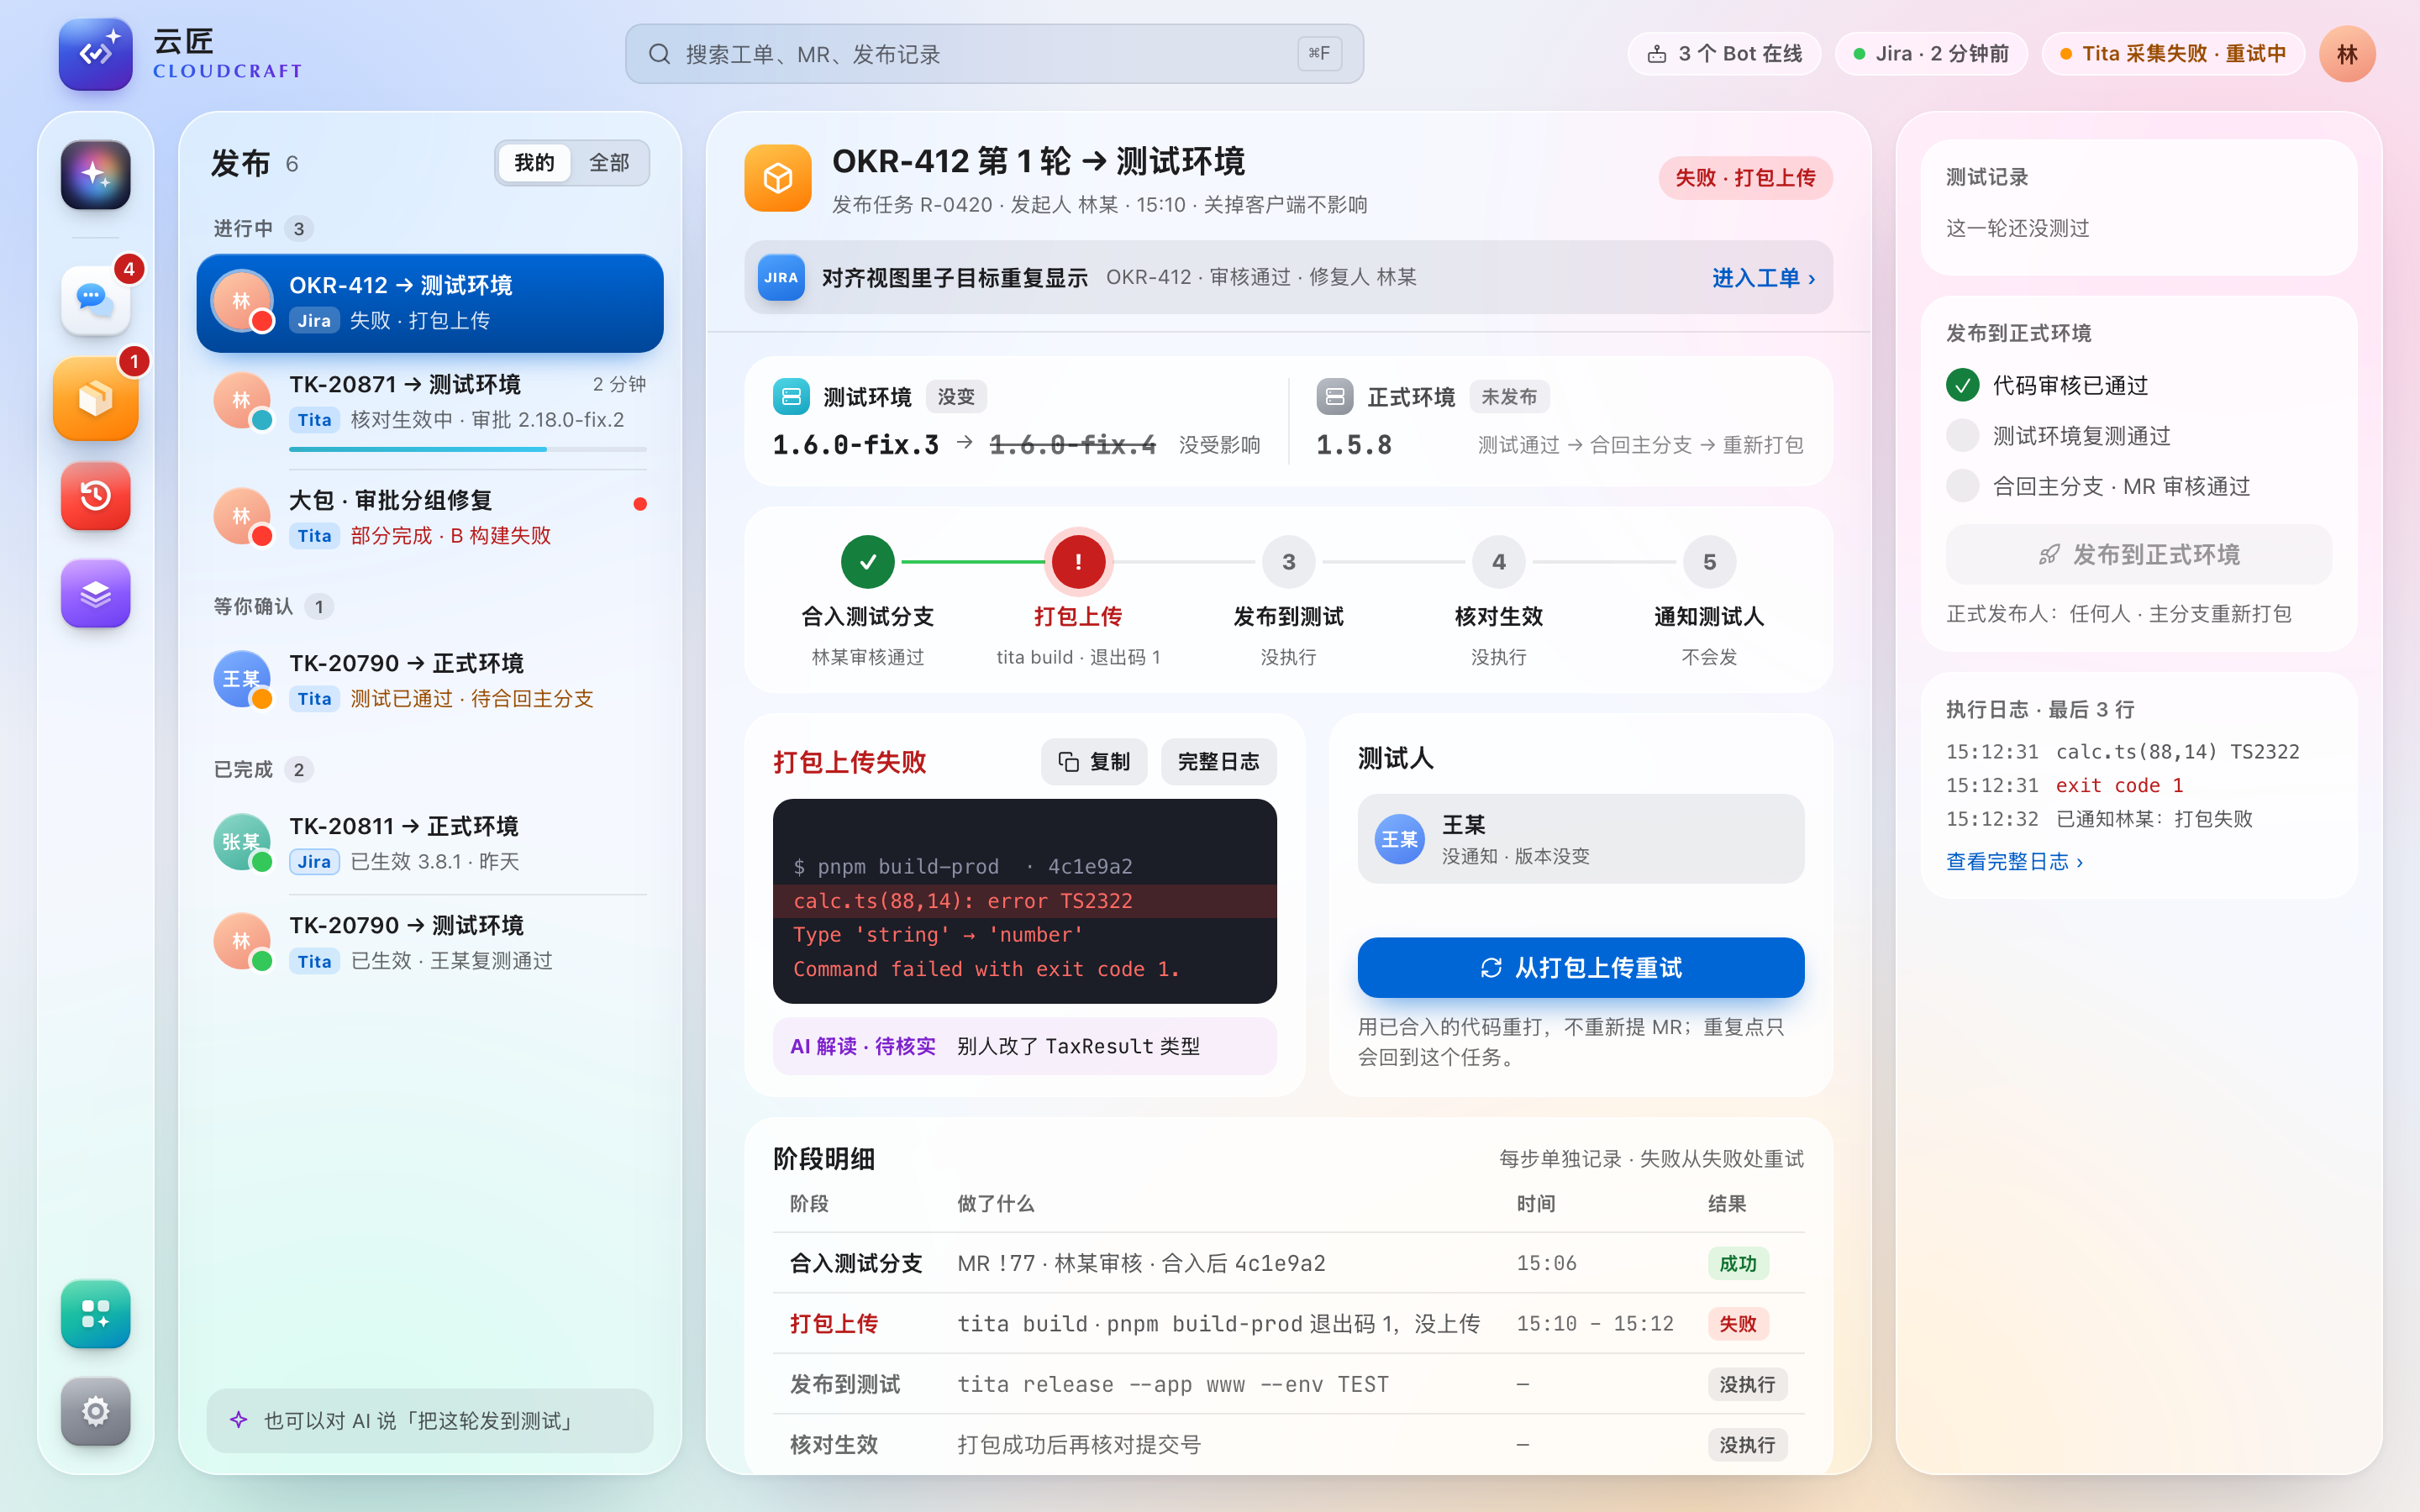 云匠
CLOUDCRAFT
搜索工单、MR、发布记录
⌘F
3 个 Bot 在线
Jira · 2 分钟前
Tita 采集失败 · 重试中
林
4
1
发布 6
我的
全部
进行中 3
林
OKR-412 → 测试环境
Jira 失败 · 打包上传
林
TK-20871 → 测试环境 2 分钟
Tita 核对生效中 · 审批 2.18.0-fix.2
林
大包 · 审批分组修复
Tita 部分完成 · B 构建失败
等你确认 1
王某
TK-20790 → 正式环境
Tita 测试已通过 · 待合回主分支
已完成 2
张某
TK-20811 → 正式环境
Jira 已生效 3.8.1 · 昨天
林
TK-20790 → 测试环境
Tita 已生效 · 王某复测通过
也可以对 AI 说「把这轮发到测试」
OKR-412 第 1 轮 → 测试环境
发布任务 R-0420 · 发起人 林某 · 15:10 · 关掉客户端不影响
失败 · 打包上传
JIRA 对齐视图里子目标重复显示 OKR-412 · 审核通过 · 修复人 林某 进入工单 ›
测试环境 没变
1.6.0-fix.3 → 1.6.0-fix.4 没受影响
正式环境 未发布
1.5.8 测试通过 → 合回主分支 → 重新打包
! 3 4 5
合入测试分支 打包上传 发布到测试 核对生效 通知测试人
林某审核通过 tita build · 退出码 1 没执行 没执行 不会发
打包上传失败 复制 完整日志
$ pnpm build-prod · 4c1e9a2
calc.ts(88,14): error TS2322
Type 'string' → 'number'
Command failed with exit code 1.
AI 解读 · 待核实 别人改了 TaxResult 类型
测试人
王某
王某
没通知 · 版本没变
从打包上传重试
用已合入的代码重打，不重新提 MR；重复点只
会回到这个任务。
阶段明细 每步单独记录 · 失败从失败处重试
阶段 做了什么 时间 结果
合入测试分支 MR !77 · 林某审核 · 合入后 4c1e9a2 15:06 成功
打包上传 tita build · pnpm build-prod 退出码 1，没上传 15:10 – 15:12 失败
发布到测试 tita release --app www --env TEST — 没执行
核对生效 打包成功后再核对提交号 — 没执行
测试记录
这一轮还没测过
发布到正式环境
代码审核已通过
测试环境复测通过
合回主分支 · MR 审核通过
发布到正式环境
正式发布人：任何人 · 主分支重新打包
执行日志 · 最后 3 行
15:12:31 calc.ts(88,14) TS2322
15:12:31 exit code 1
15:12:32 已通知林某：打包失败
查看完整日志 ›